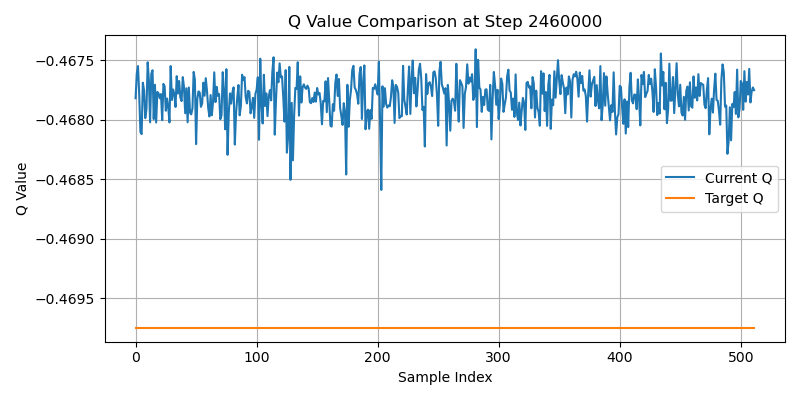 Q Value Comparison at Step 2460000
Q Value
−0.4675
−0.4680
−0.4685
−0.4690
−0.4695
Current Q
Target Q
0
100
200
300
400
500
Sample Index